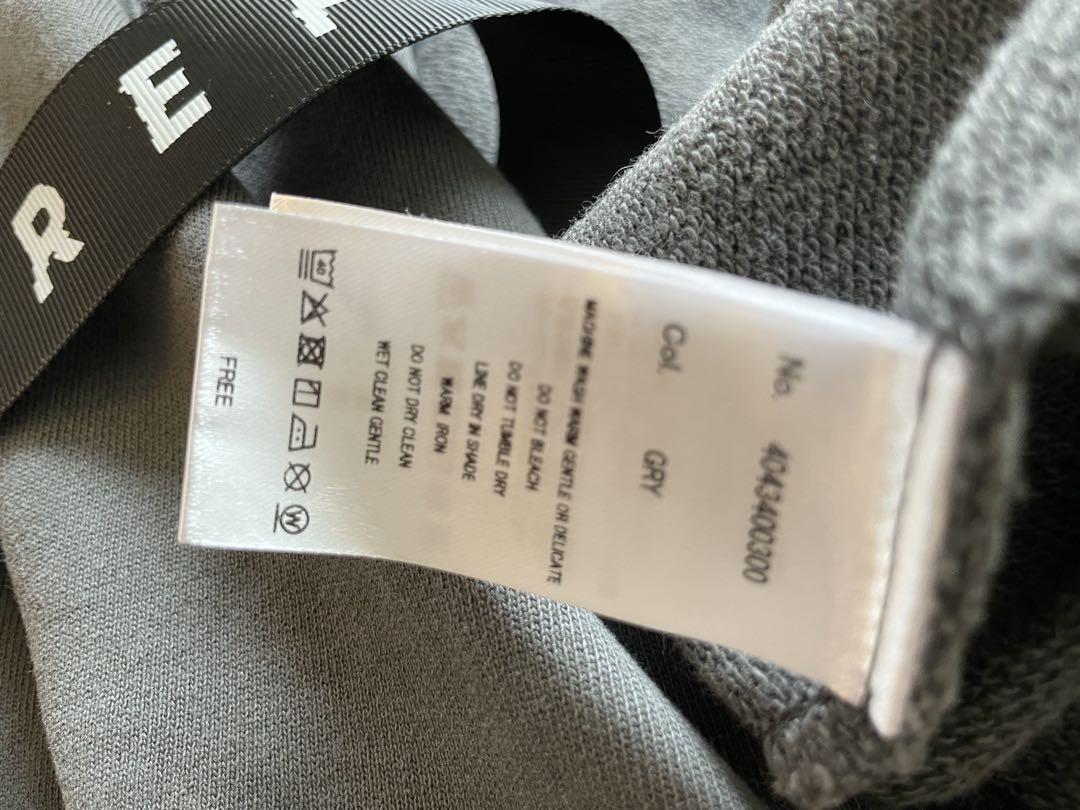 No. 4043400300
Col. GRY
MACHINE WASH WARM GENTLE OR DELICATE
DO NOT BLEACH
DO NOT TUMBLE DRY
LINE DRY IN SHADE
WARM IRON
DO NOT DRY CLEAN
WET CLEAN GENTLE
40
W
FREE
R E